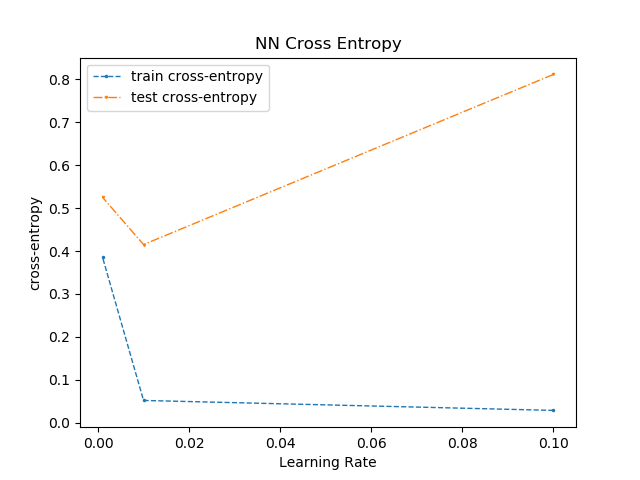 NN Cross Entropy
train cross-entropy
test cross-entropy
cross-entropy
0.8
0.7
0.6
0.5
0.4
0.3
0.2
0.1
0.0
0.00 0.02 0.04 0.06 0.08 0.10
Learning Rate